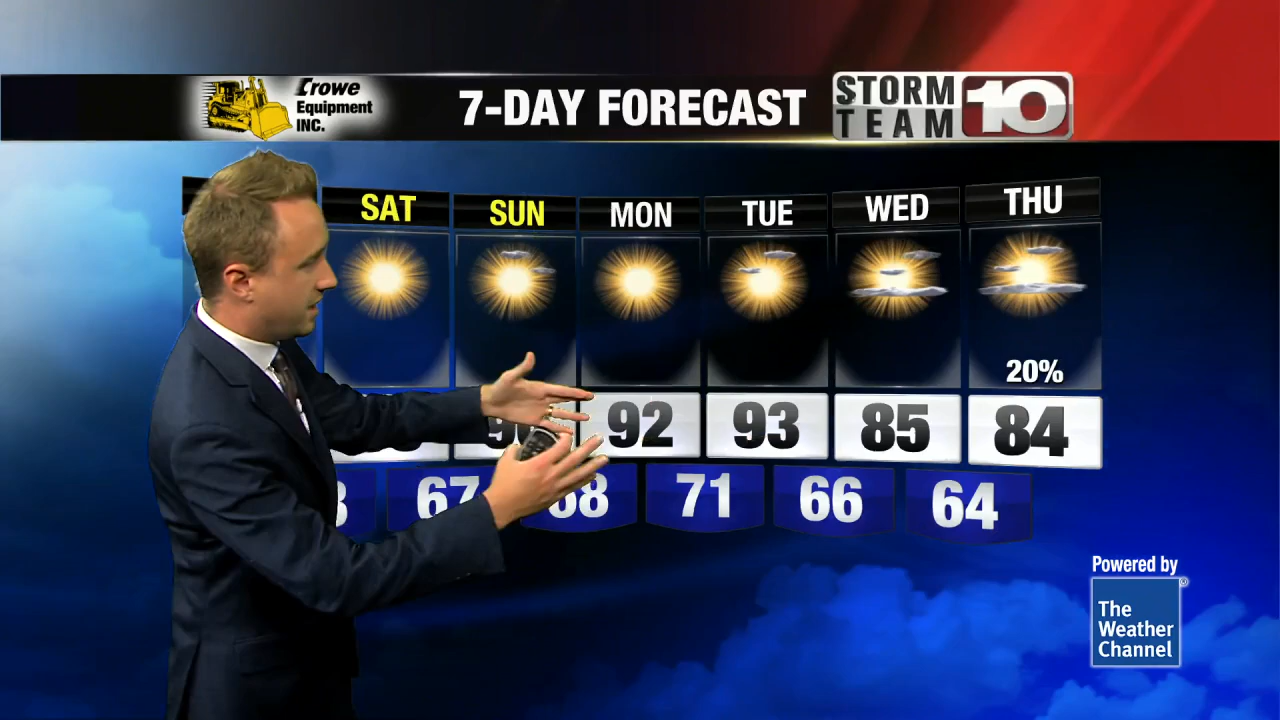 Crowe
Equipment
INC.
7-DAY FORECAST
STORM
TEAM
10
SAT SUN MON TUE WED THU
20%
92 93 85 84
67 68 71 66 64
Powered by
The
Weather
Channel